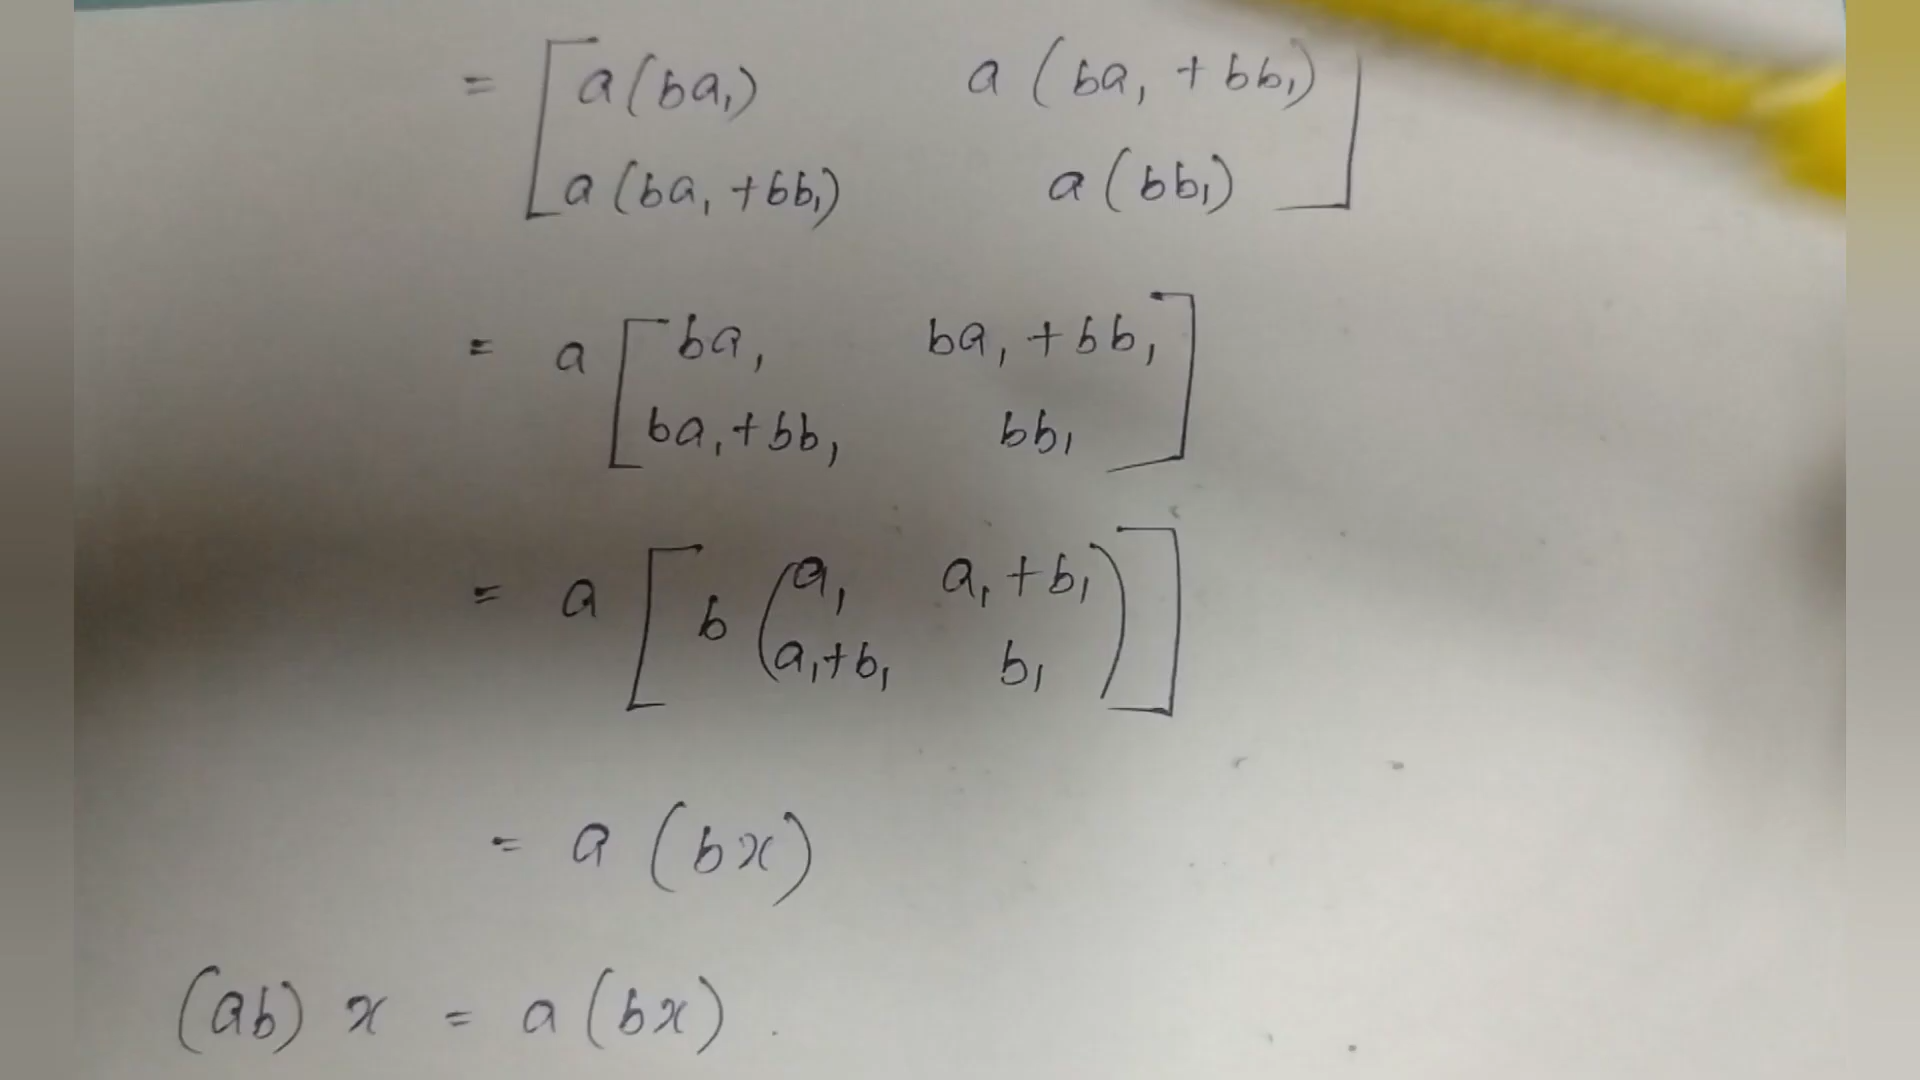 = [ a(ba₁) a (ba₁ + bb₁) ]
[ a (ba₁ + bb₁) a (bb₁) ]
= a [ ba₁ ba₁ + bb₁ ]
[ ba₁ + bb₁ bb₁ ]
= a [ b ( a₁ a₁ + b₁ ) ]
[ ( a₁ + b₁ b₁ ) ]
= a (bx)
(ab) x = a (bx) .